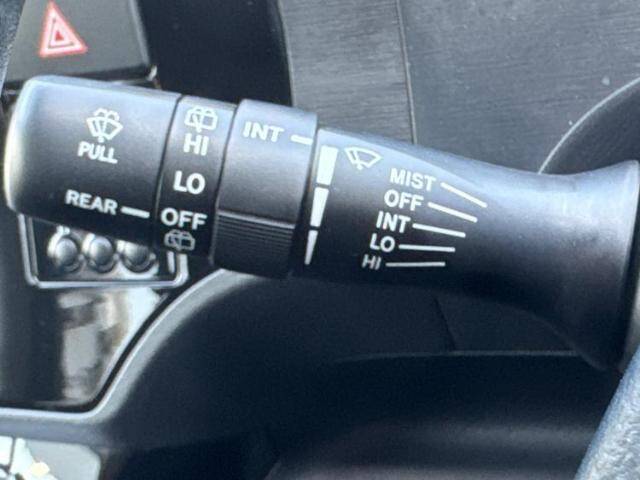 PULL
REAR
HI
LO
OFF
INT
MIST
OFF
INT
LO
HI